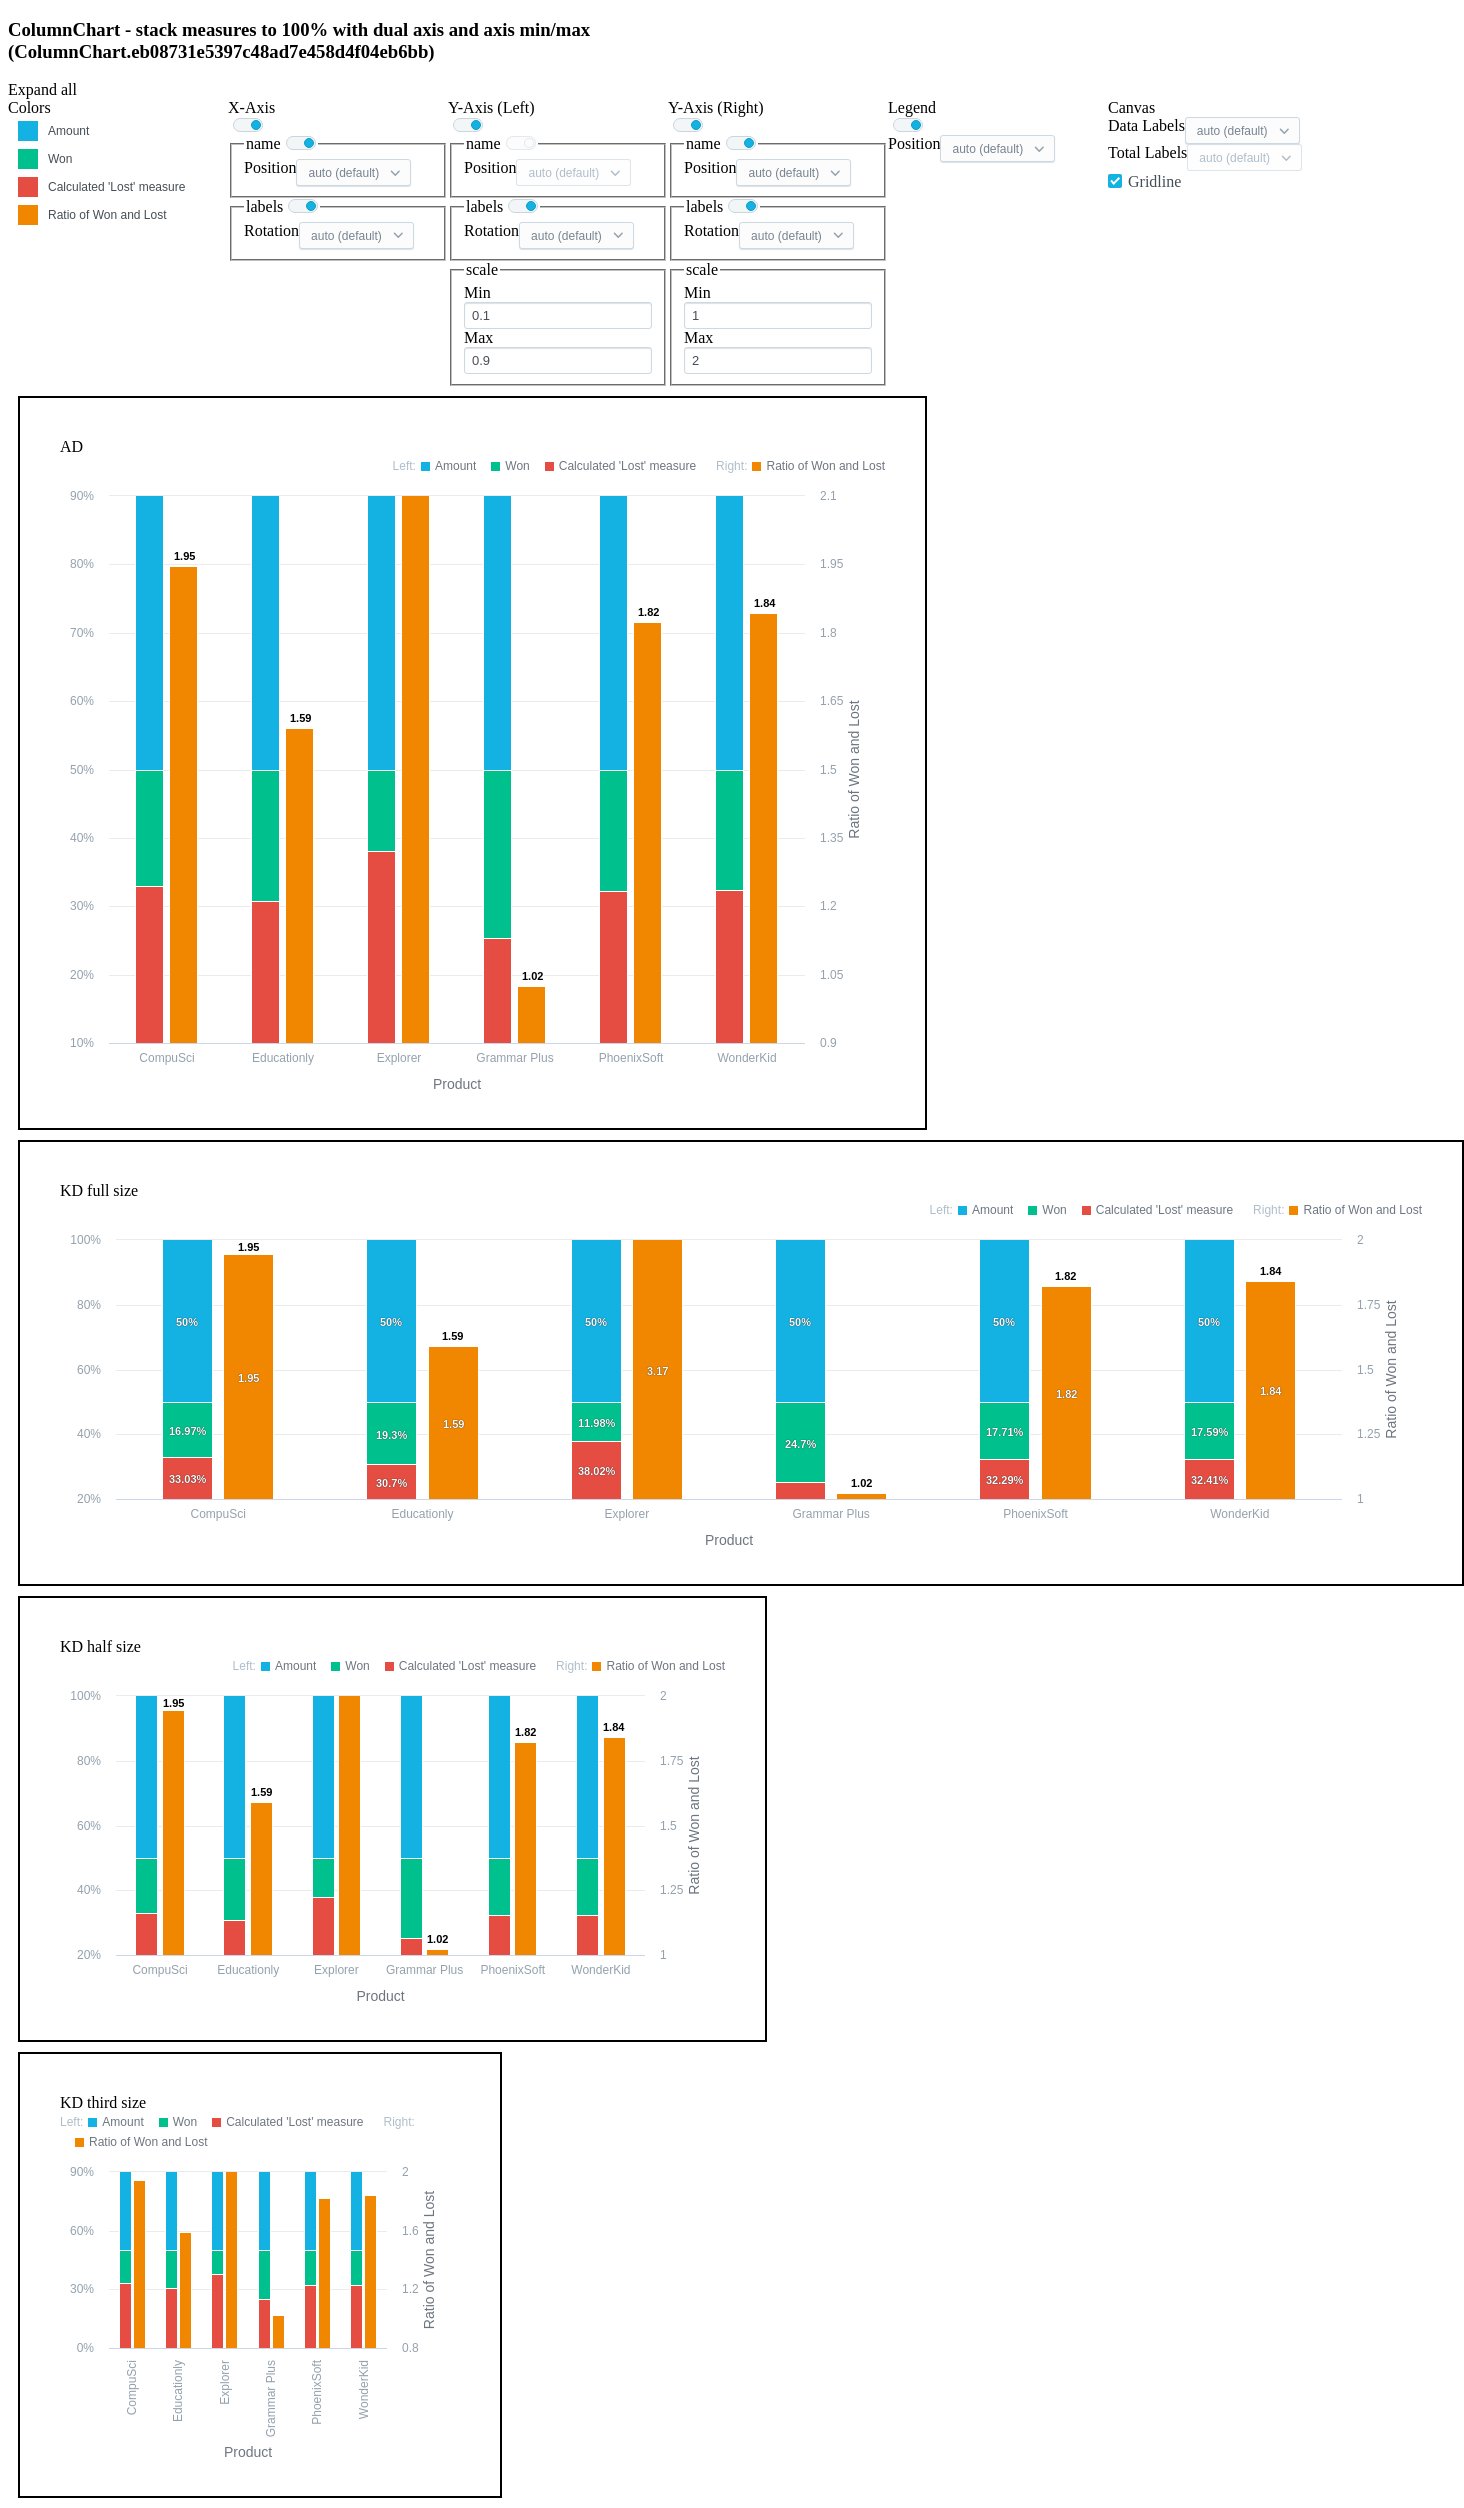 ColumnChart - stack measures to 100% with dual axis and axis min/max
(ColumnChart.eb08731e5397c48ad7e458d4f04eb6bb)
Expand all
Colors
Amount
Won
Calculated 'Lost' measure
Ratio of Won and Lost
X-Axis
name
Position auto (default)
labels
Rotation auto (default)
Y-Axis (Left)
name
Position auto (default)
labels
Rotation auto (default)
scale
Min
0.1
Max
0.9
Y-Axis (Right)
name
Position auto (default)
labels
Rotation auto (default)
scale
Min
1
Max
2
Legend
Position auto (default)
Canvas
Data Labels auto (default)
Total Labels auto (default)
Gridline
AD
Left: Amount Won Calculated 'Lost' measure Right: Ratio of Won and Lost
90% 2.1
1.95
80% 1.95
1.84
1.82
70% 1.8
60% 1.65
1.59
50% 1.5
40% 1.35
30% 1.2
20% 1.05
1.02
10% 0.9
Ratio of Won and Lost
CompuSci Educationly Explorer Grammar Plus PhoenixSoft WonderKid
Product
KD full size
Left: Amount Won Calculated 'Lost' measure Right: Ratio of Won and Lost
100% 2
1.95
1.82 1.84
80% 1.75
50% 50% 50% 50% 50% 50%
1.59
60% 1.5
1.95 3.17 1.82 1.84
16.97% 19.3% 1.59 11.98% 24.7% 17.71% 17.59%
40% 1.25
33.03% 30.7% 38.02% 1.02 32.29% 32.41%
20% 1
Ratio of Won and Lost
CompuSci Educationly Explorer Grammar Plus PhoenixSoft WonderKid
Product
KD half size
Left: Amount Won Calculated 'Lost' measure Right: Ratio of Won and Lost
100% 2
1.95
1.82 1.84
80% 1.75
1.59
60% 1.5
40% 1.25
1.02
20% 1
Ratio of Won and Lost
CompuSci Educationly Explorer Grammar Plus PhoenixSoft WonderKid
Product
KD third size
Left: Amount Won Calculated 'Lost' measure Right:
Ratio of Won and Lost
90% 2
60% 1.6
30% 1.2
0% 0.8
Ratio of Won and Lost
CompuSci Educationly Explorer Grammar Plus PhoenixSoft WonderKid
Product